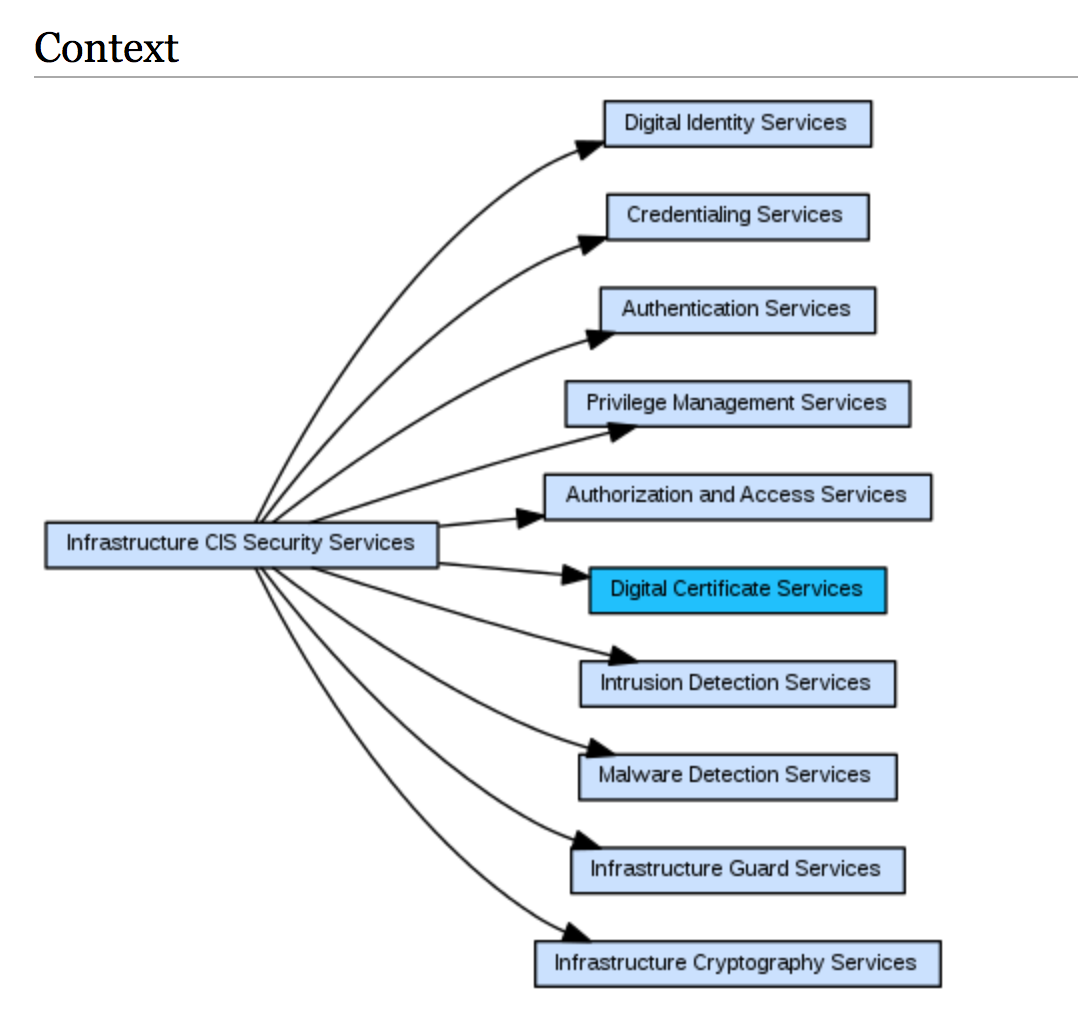 Context
Digital Identity Services
Credentialing Services
Authentication Services
Privilege Management Services
Authorization and Access Services
Infrastructure CIS Security Services
Digital Certificate Services
Intrusion Detection Services
Malware Detection Services
Infrastructure Guard Services
Infrastructure Cryptography Services